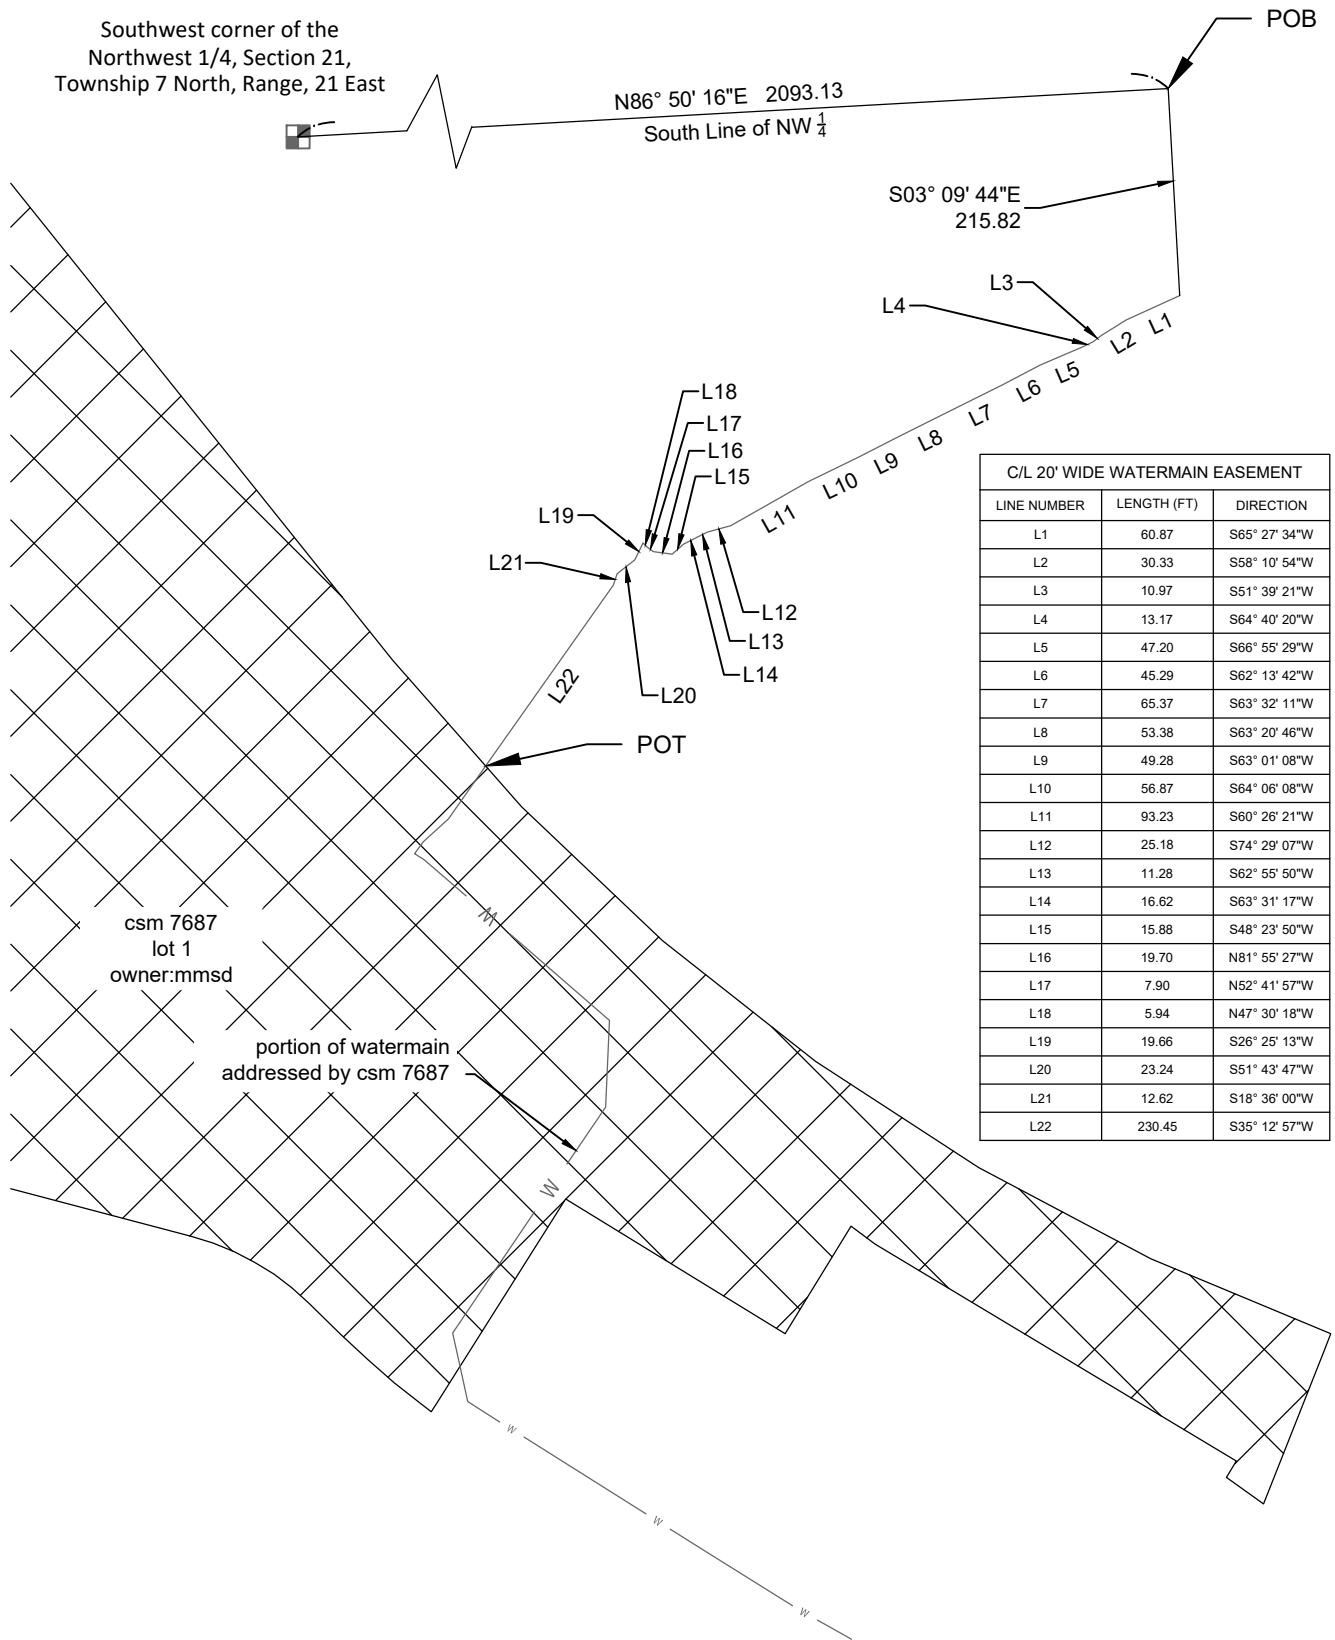 Southwest corner of the
Northwest 1/4, Section 21,
Township 7 North, Range, 21 East
POB
N86° 50' 16"E 2093.13
South Line of NW 1/4
S03° 09' 44"E
215.82
L3
L4
L1
L2
L5
L6
L7
L8
L9
L10
L11
L18
L17
L16
L15
L19
L21
L12
L13
L14
L20
L22
POT
C/L 20' WIDE WATERMAIN EASEMENT
LINE NUMBER LENGTH (FT) DIRECTION
L1 60.87 S65° 27' 34"W
L2 30.33 S58° 10' 54"W
L3 10.97 S51° 39' 21"W
L4 13.17 S64° 40' 20"W
L5 47.20 S66° 55' 29"W
L6 45.29 S62° 13' 42"W
L7 65.37 S63° 32' 11"W
L8 53.38 S63° 20' 46"W
L9 49.28 S63° 01' 08"W
L10 56.87 S64° 06' 08"W
L11 93.23 S60° 26' 21"W
L12 25.18 S74° 29' 07"W
L13 11.28 S62° 55' 50"W
L14 16.62 S63° 31' 17"W
L15 15.88 S48° 23' 50"W
L16 19.70 N81° 55' 27"W
L17 7.90 N52° 41' 57"W
L18 5.94 N47° 30' 18"W
L19 19.66 S26° 25' 13"W
L20 23.24 S51° 43' 47"W
L21 12.62 S18° 36' 00"W
L22 230.45 S35° 12' 57"W
W
csm 7687
lot 1
owner:mmsd
portion of watermain
addressed by csm 7687
W
W
W
W